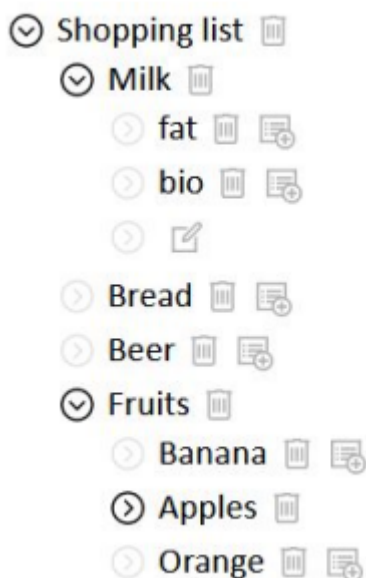 Shopping list
Milk
fat
bio
Bread
Beer
Fruits
Banana
Apples
Orange